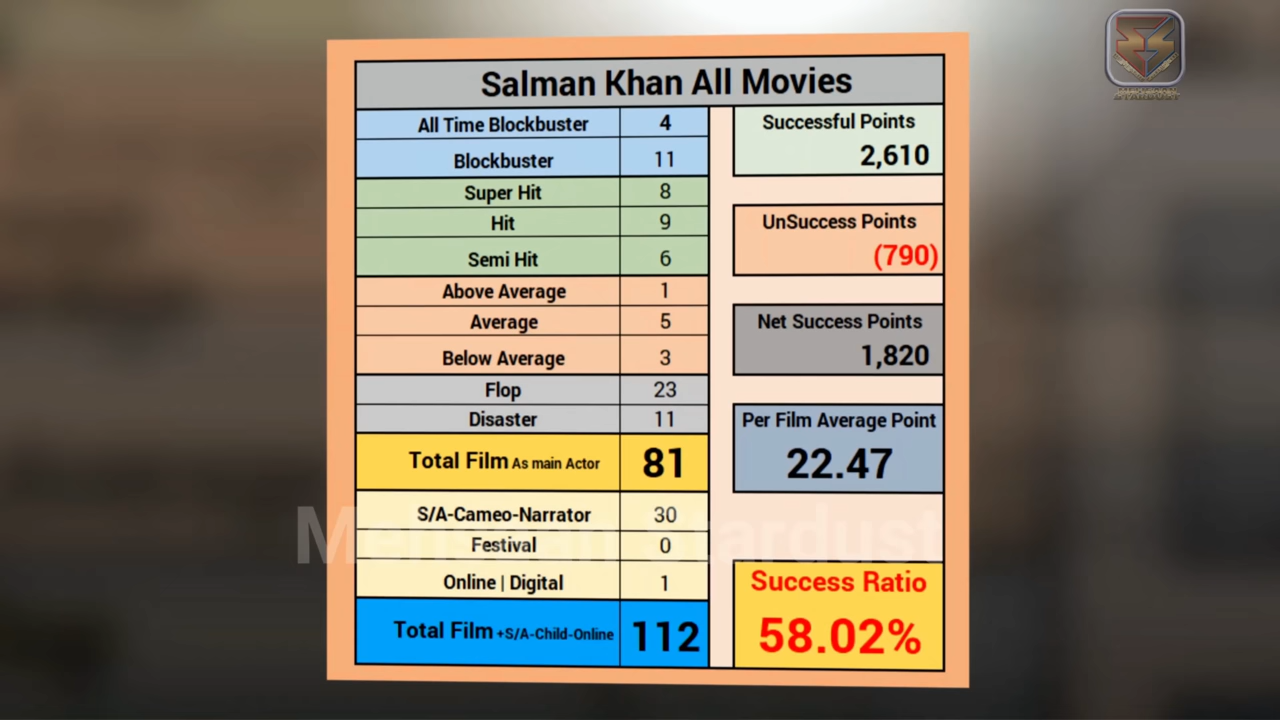 Salman Khan All Movies
All Time Blockbuster 4
Blockbuster 11
Super Hit 8
Hit 9
Semi Hit 6
Above Average 1
Average 5
Below Average 3
Flop 23
Disaster 11
Total Film As main Actor 81
S/A-Cameo-Narrator 30
Festival 0
Online | Digital 1
Total Film +S/A-Child-Online 112
Successful Points
2,610
UnSuccess Points
(790)
Net Success Points
1,820
Per Film Average Point
22.47
Success Ratio
58.02%
Stardust